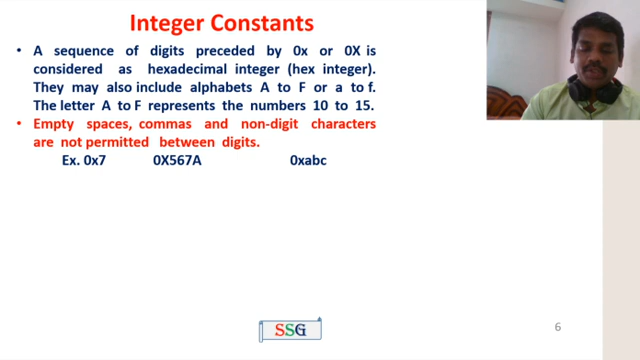 Integer Constants
• A sequence of digits preceded by 0x or 0X is
considered as hexadecimal integer (hex integer).
They may also include alphabets A to F or a to f.
The letter A to F represents the numbers 10 to 15.
• Empty spaces, commas and non-digit characters
are not permitted between digits.
Ex. 0x7 0X567A 0xabc
SSG
6